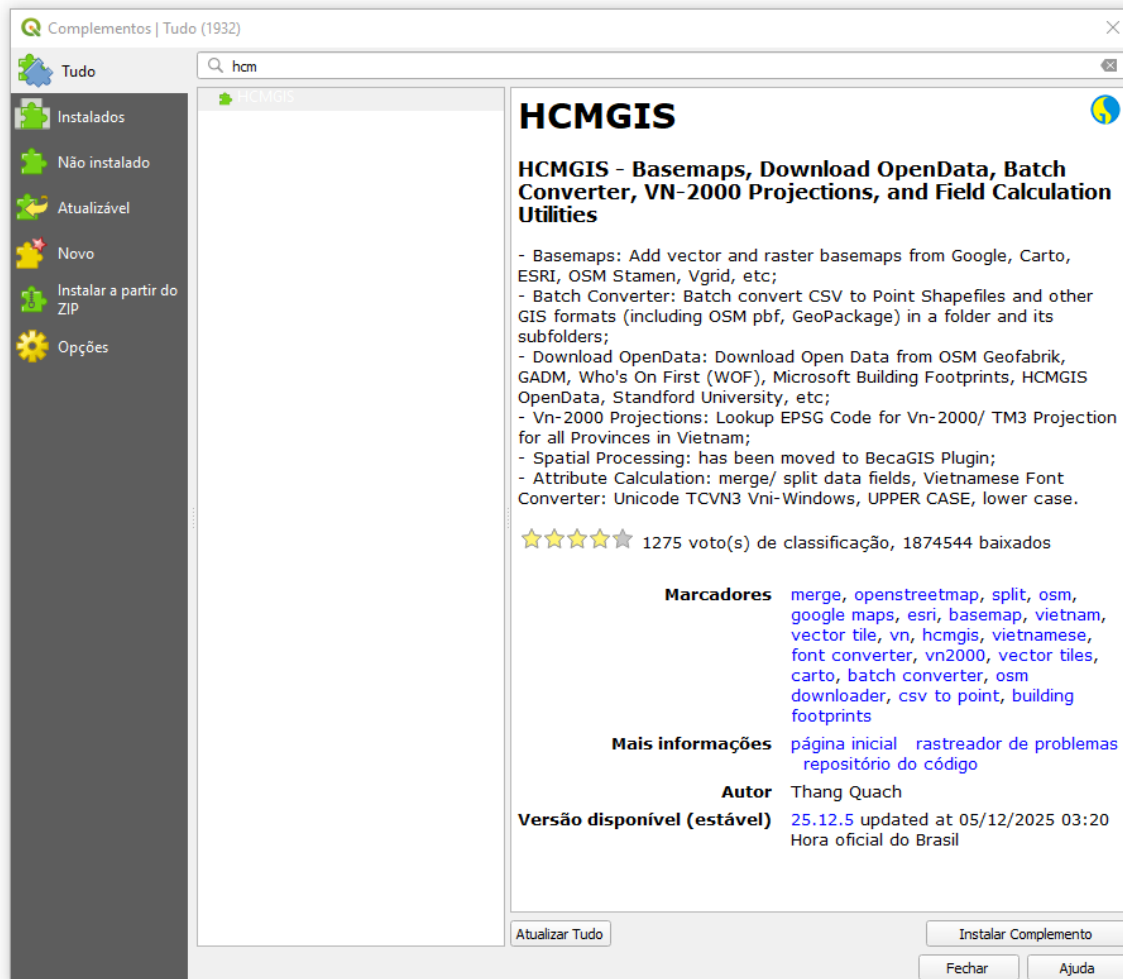 Complementos | Tudo (1932)
Tudo
hcm
Instalados
Não instalado
Atualizável
Novo
Instalar a partir do
ZIP
Opções
HCMGIS
HCMGIS
HCMGIS - Basemaps, Download OpenData, Batch
Converter, VN-2000 Projections, and Field Calculation
Utilities
- Basemaps: Add vector and raster basemaps from Google, Carto,
ESRI, OSM Stamen, Vgrid, etc;
- Batch Converter: Batch convert CSV to Point Shapefiles and other
GIS formats (including OSM pbf, GeoPackage) in a folder and its
subfolders;
- Download OpenData: Download Open Data from OSM Geofabrik,
GADM, Who's On First (WOF), Microsoft Building Footprints, HCMGIS
OpenData, Standford University, etc;
- Vn-2000 Projections: Lookup EPSG Code for Vn-2000/ TM3 Projection
for all Provinces in Vietnam;
- Spatial Processing: has been moved to BecaGIS Plugin;
- Attribute Calculation: merge/ split data fields, Vietnamese Font
Converter: Unicode TCVN3 Vni-Windows, UPPER CASE, lower case.
1275 voto(s) de classificação, 1874544 baixados
Marcadores merge, openstreetmap, split, osm,
google maps, esri, basemap, vietnam,
vector tile, vn, hcmgis, vietnamese,
font converter, vn2000, vector tiles,
carto, batch converter, osm
downloader, csv to point, building
footprints
Mais informações página inicial rastreador de problemas
repositório do código
Autor Thang Quach
Versão disponível (estável) 25.12.5 updated at 05/12/2025 03:20
Hora oficial do Brasil
Atualizar Tudo
Instalar Complemento
Fechar
Ajuda